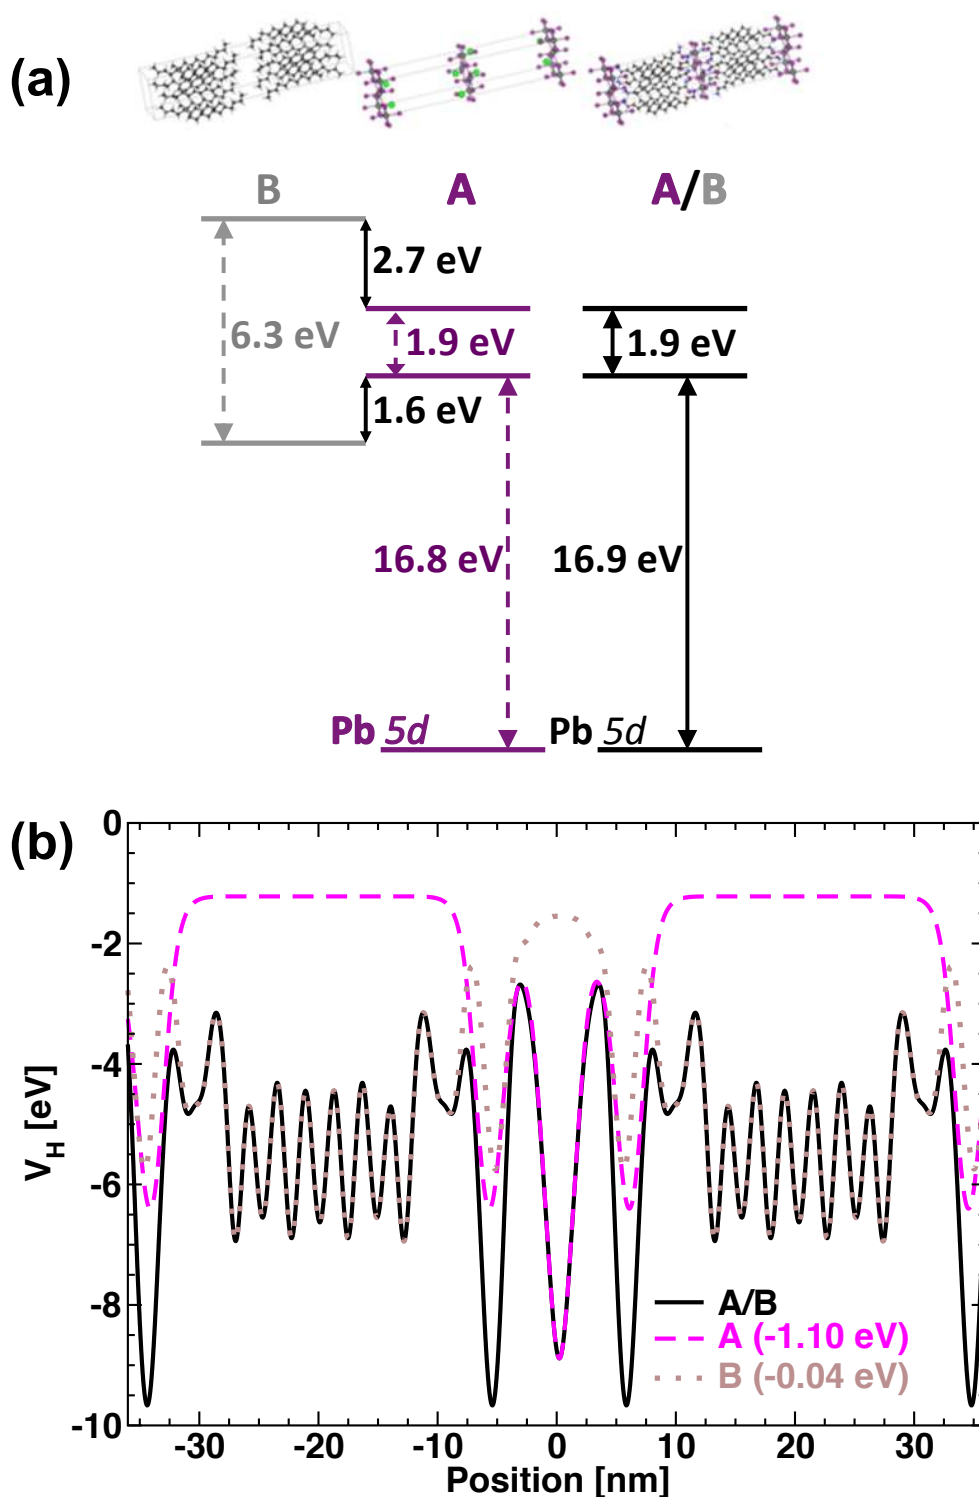 (a)
B A A/B
2.7 eV
6.3 eV 1.9 eV 1.9 eV
1.6 eV
16.8 eV 16.9 eV
Pb 5d Pb 5d
(b)
0
-2
-4
-6
-8
-10
V_H [eV]
A/B
A (-1.10 eV)
B (-0.04 eV)
-30 -20 -10 0 10 20 30
Position [nm]